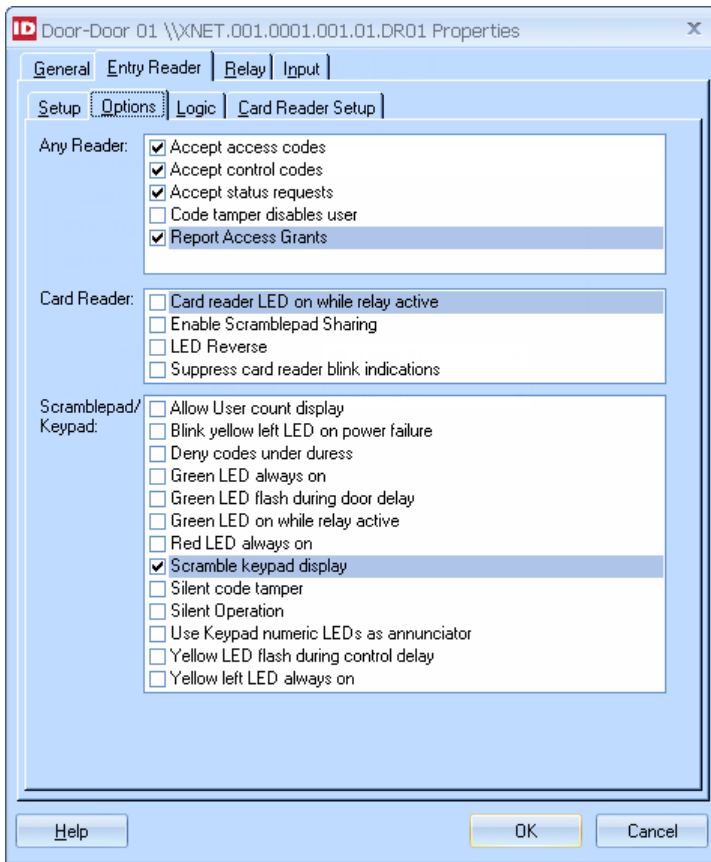 ID Door-Door 01 \\XNET.001.0001.001.01.DR01 Properties x
General Entry Reader Relay Input
Setup Options Logic Card Reader Setup
Any Reader:
Accept access codes
Accept control codes
Accept status requests
Code tamper disables user
Report Access Grants
Card Reader:
Card reader LED on while relay active
Enable Scramblepad Sharing
LED Reverse
Suppress card reader blink indications
Scramblepad/
Keypad:
Allow User count display
Blink yellow left LED on power failure
Deny codes under duress
Green LED always on
Green LED flash during door delay
Green LED on while relay active
Red LED always on
Scramble keypad display
Silent code tamper
Silent Operation
Use Keypad numeric LEDs as annunciator
Yellow LED flash during control delay
Yellow left LED always on
Help OK Cancel